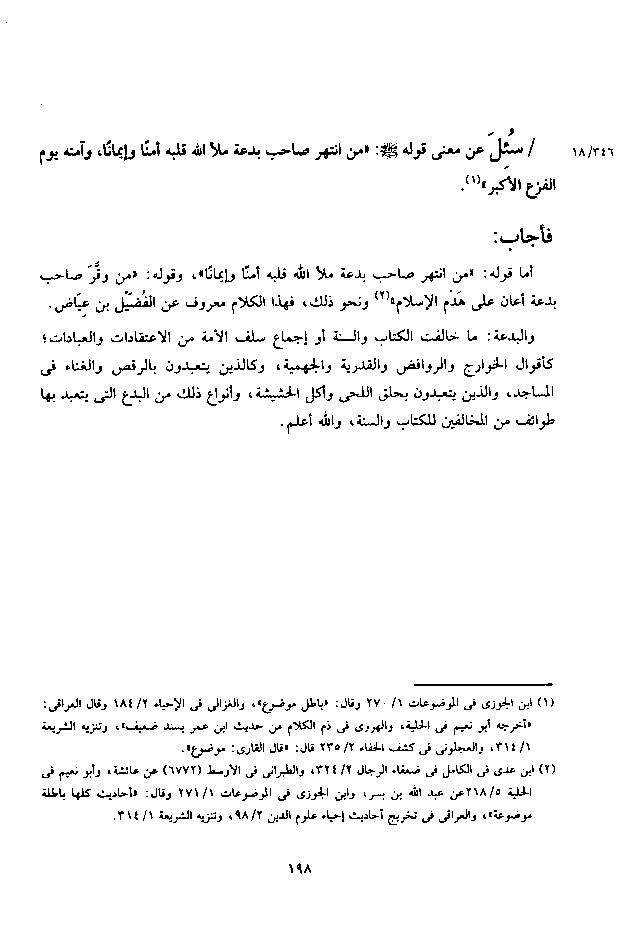 ١٨/٣٤٦ / سُئلَ عن معنى قوله ﷺ: «من انتهر صاحب بدعة ملأ الله قلبه أمنًا وإيمانًا، وآمنه يوم
الفزع الأكبر»(١).
فأجاب:
أما قوله: «من انتهر صاحب بدعة ملأ الله قلبه أمنًا وإيمانًا»، وقوله: «من وقَّرَ صاحب
بدعة أعان على هَدْم الإسلام»(٢) ونحو ذلك، فهذا الكلام معروف عن الفُضَيْل بن عِيَاض.
والبدعة: ما خالفت الكتاب والسنة أو إجماع سلف الأمة من الاعتقادات والعبادات؛
كأقوال الخوارج والروافض والقدرية والجهمية، وكالذين يتعبدون بالرقص والغناء فى
المساجد، والذين يتعبدون بحلق اللحى وأكل الحشيشة، وأنواع ذلك من البدع التى يتعبد بها
طوائف من المخالفين للكتاب والسنة، والله أعلم.
(١) ابن الجوزى فى الموضوعات ١/ ٢٧٠ وقال: «باطل موضوع»، والغزالى فى الإحياء ٢/ ١٨٤ وقال العراقى:
«أخرجه أبو نعيم فى الحلية، والهروى فى ذم الكلام من حديث ابن عمر بسند ضعيف»، وتنزيه الشريعة
١/ ٣١٤، والعجلونى فى كشف الخفاء ٢/ ٢٣٥ قال: «قال القارى: موضوع».
(٢) ابن عدى فى الكامل فى ضعفاء الرجال ٢/ ٣٢٤، والطبرانى فى الأوسط (٦٧٧٢) عن عائشة، وأبو نعيم فى
الحلية ٥/ ٢١٨عن عبد الله بن بسر، وابن الجوزى فى الموضوعات ١/ ٢٧١ وقال: «أحاديث كلها باطلة
موضوعة»، والعراقى فى تخريج أحاديث إحياء علوم الدين ٢/ ٩٨، وتنزيه الشريعة ١/ ٣١٤.
١٩٨